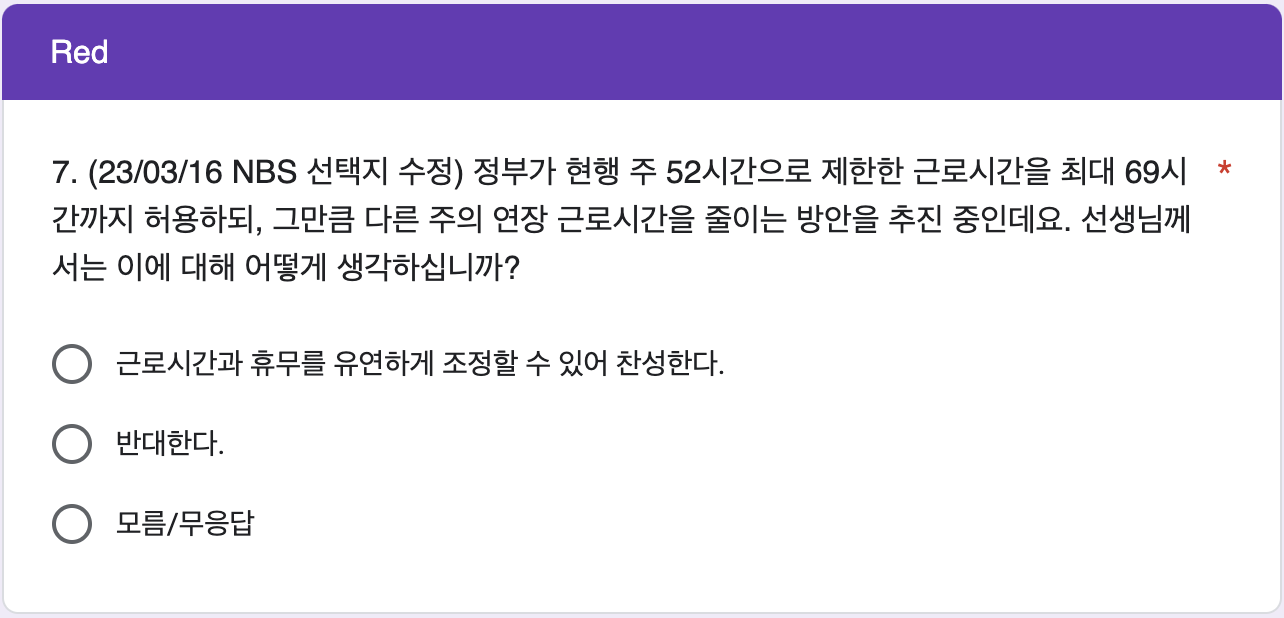 Red
7. (23/03/16 NBS 선택지 수정) 정부가 현행 주 52시간으로 제한한 근로시간을 최대 69시 *
간까지 허용하되, 그만큼 다른 주의 연장 근로시간을 줄이는 방안을 추진 중인데요. 선생님께
서는 이에 대해 어떻게 생각하십니까?
근로시간과 휴무를 유연하게 조정할 수 있어 찬성한다.
반대한다.
모름/무응답